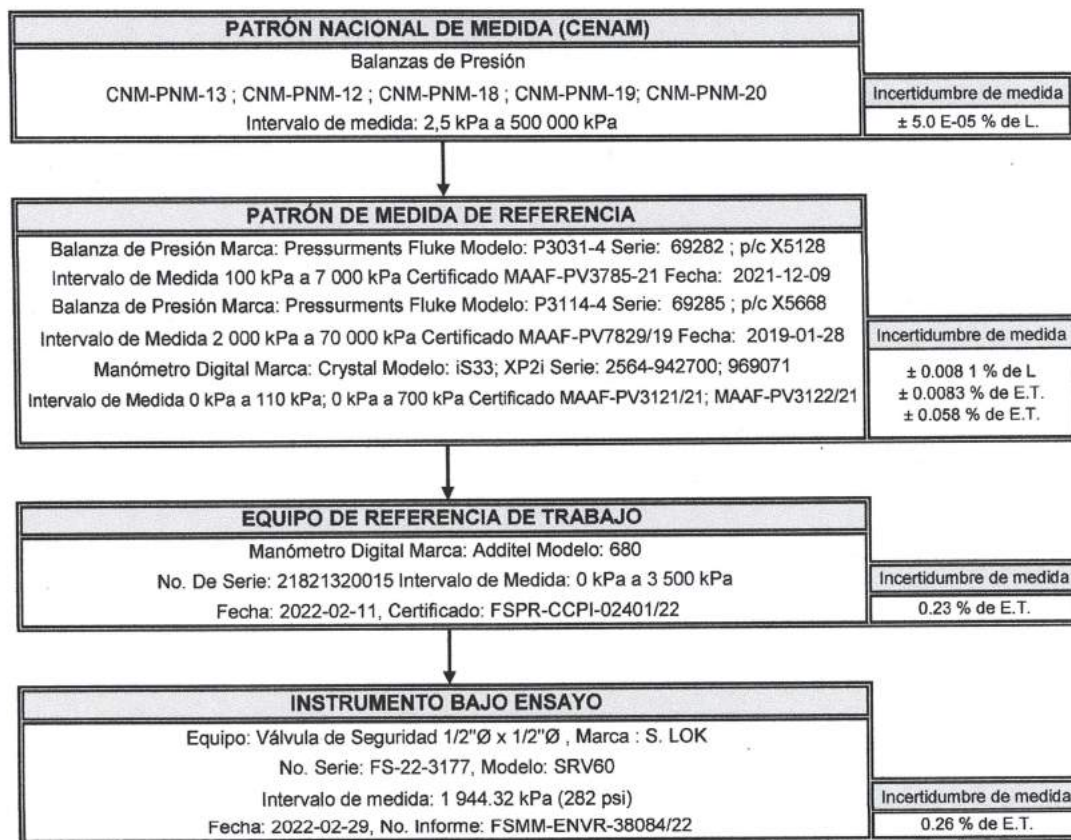 PATRÓN NACIONAL DE MEDIDA (CENAM)
Balanzas de Presión
CNM-PNM-13 ; CNM-PNM-12 ; CNM-PNM-18 ; CNM-PNM-19; CNM-PNM-20
Intervalo de medida: 2,5 kPa a 500 000 kPa
Incertidumbre de medida
± 5.0 E-05 % de L.
PATRÓN DE MEDIDA DE REFERENCIA
Balanza de Presión Marca: Pressurments Fluke Modelo: P3031-4 Serie: 69282 ; p/c X5128
Intervalo de Medida 100 kPa a 7 000 kPa Certificado MAAF-PV3785-21 Fecha: 2021-12-09
Balanza de Presión Marca: Pressurments Fluke Modelo: P3114-4 Serie: 69285 ; p/c X5668
Intervalo de Medida 2 000 kPa a 70 000 kPa Certificado MAAF-PV7829/19 Fecha: 2019-01-28
Manómetro Digital Marca: Crystal Modelo: iS33; XP2i Serie: 2564-942700; 969071
Intervalo de Medida 0 kPa a 110 kPa; 0 kPa a 700 kPa Certificado MAAF-PV3121/21; MAAF-PV3122/21
Incertidumbre de medida
± 0.008 1 % de L
± 0.0083 % de E.T.
± 0.058 % de E.T.
EQUIPO DE REFERENCIA DE TRABAJO
Manómetro Digital Marca: Additel Modelo: 680
No. De Serie: 21821320015 Intervalo de Medida: 0 kPa a 3 500 kPa
Fecha: 2022-02-11, Certificado: FSPR-CCPI-02401/22
Incertidumbre de medida
0.23 % de E.T.
INSTRUMENTO BAJO ENSAYO
Equipo: Válvula de Seguridad 1/2"Ø x 1/2"Ø , Marca : S. LOK
No. Serie: FS-22-3177, Modelo: SRV60
Intervalo de medida: 1 944.32 kPa (282 psi)
Fecha: 2022-02-29, No. Informe: FSMM-ENVR-38084/22
Incertidumbre de medida
0.26 % de E.T.